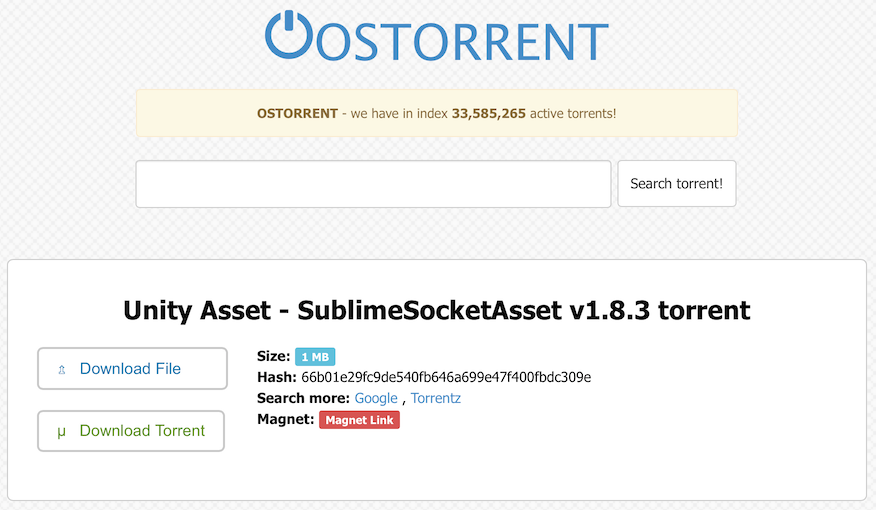 OSTORRENT
OSTORRENT - we have in index 33,585,265 active torrents!
Search torrent!
Unity Asset - SublimeSocketAsset v1.8.3 torrent
Download File
Size: 1 MB
Hash: 66b01e29fc9de540fb646a699e47f400fbdc309e
Search more: Google , Torrentz
Magnet: Magnet Link
µ Download Torrent